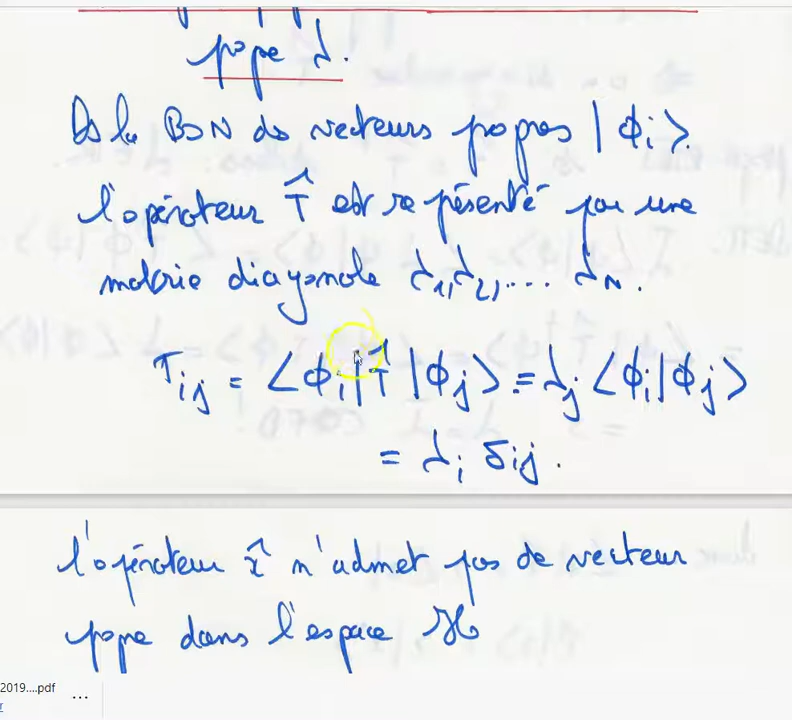 propre λ.
Ds la BON de vecteurs propres | ϕi >.
l'opérateur T̂ est représenté par une
matrice diagonale λ1, λ2, .... λN.
Tij = < ϕi | T̂ | ϕj > = λj < ϕi | ϕj >
= λi δij.
l'opérateur x̂ n'admet pas de vecteur
propre dans l'espace ℋ
2019....pdf
...